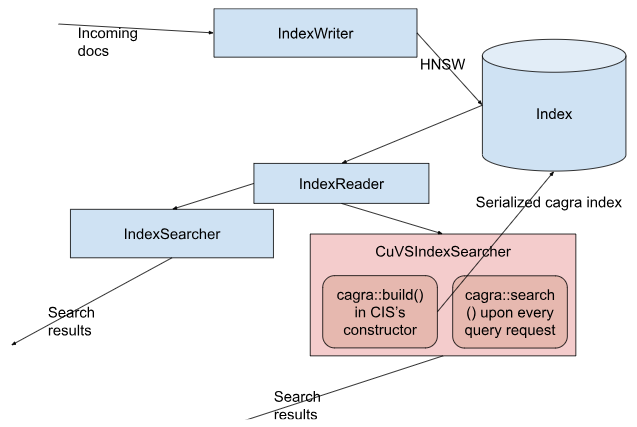 Incoming
docs
IndexWriter
HNSW
Index
IndexReader
Serialized cagra index
IndexSearcher
CuVSIndexSearcher
cagra::build()
in CIS's
constructor
cagra::search
() upon every
query request
Search
results
Search
results